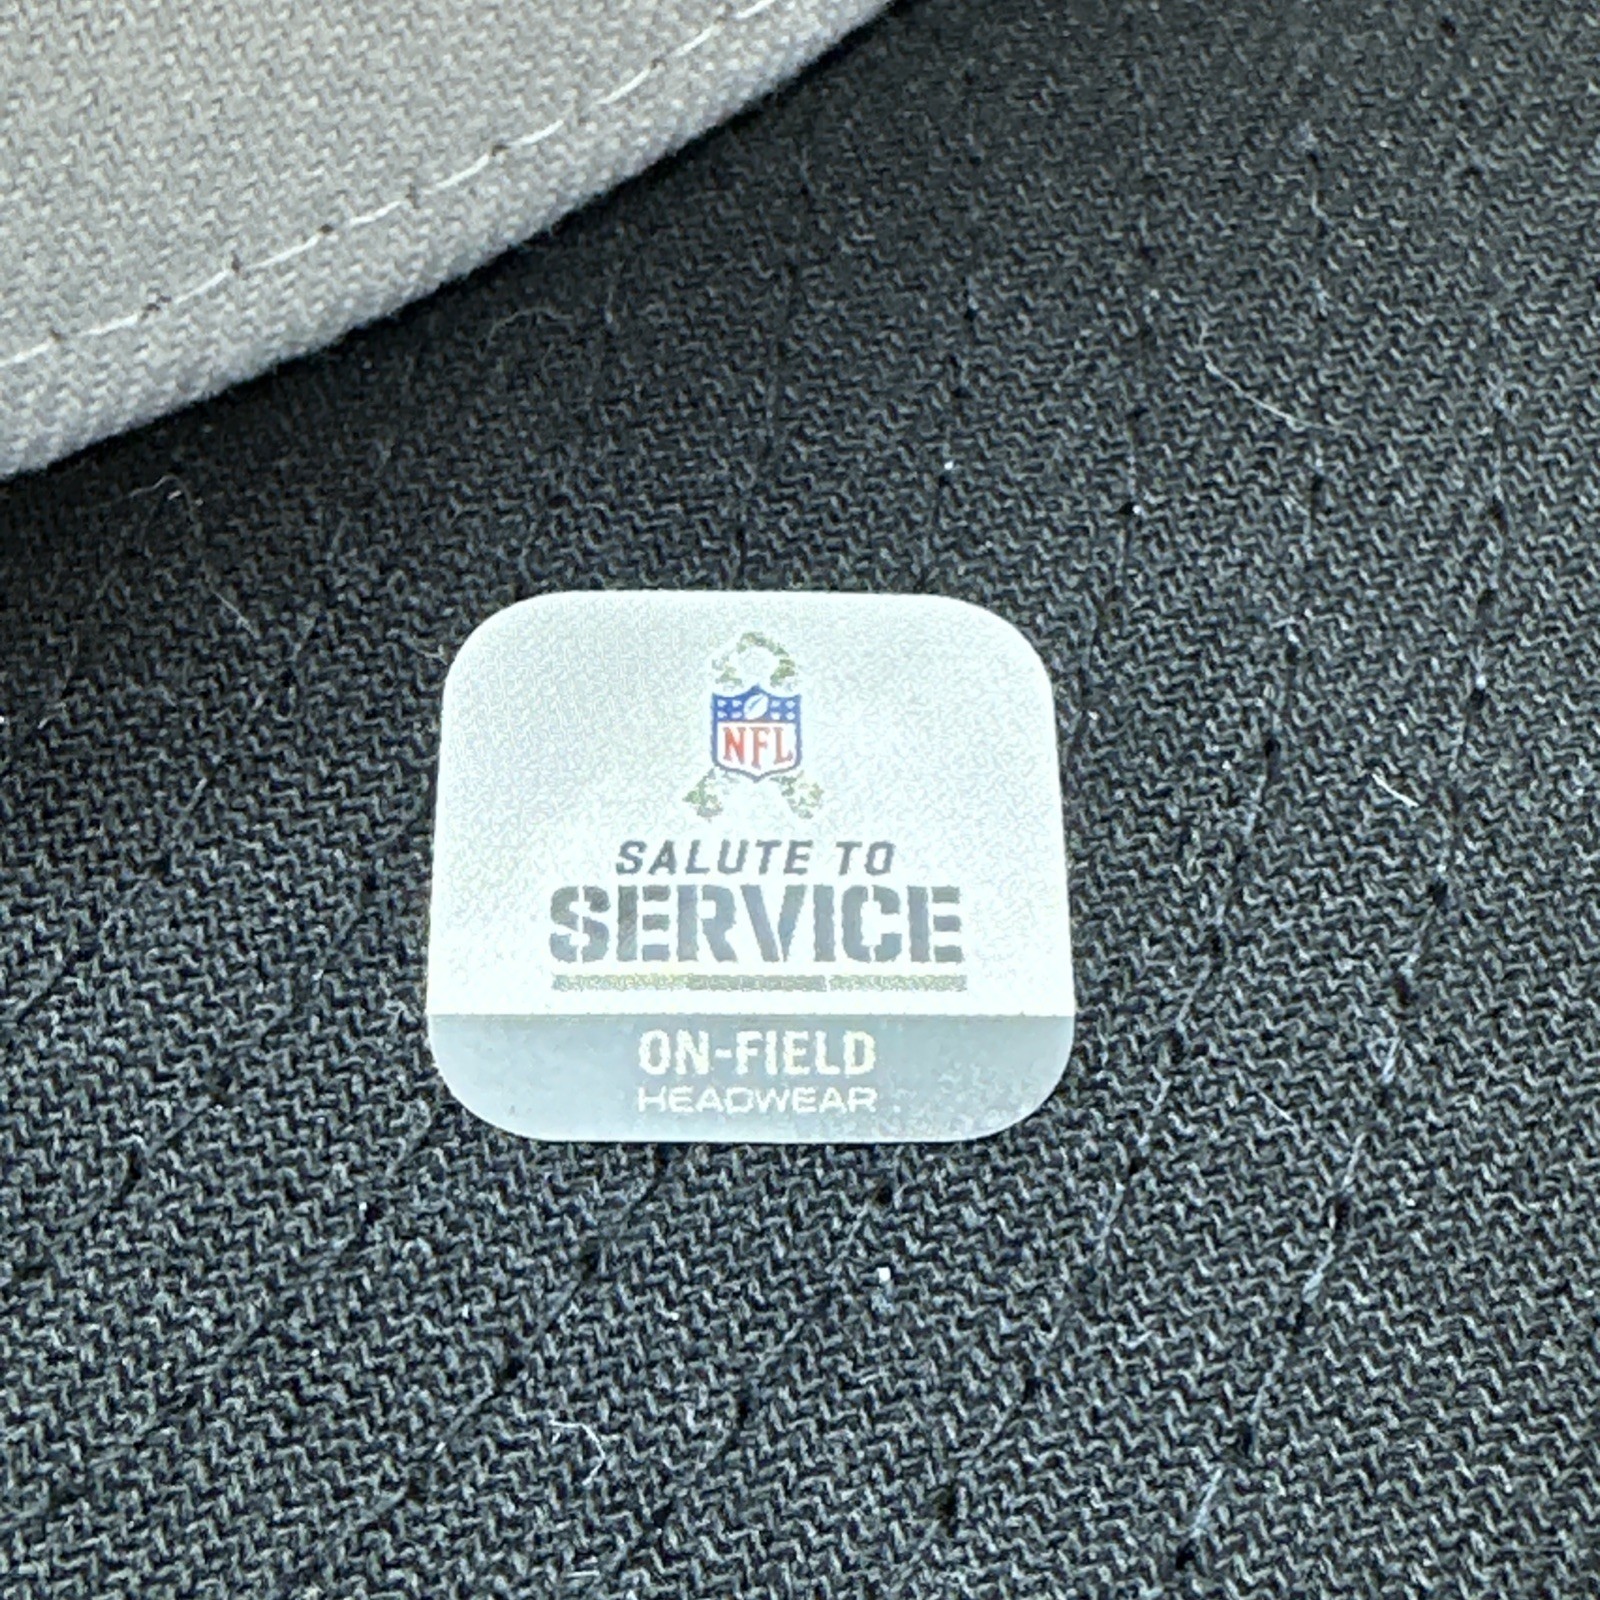 NFL
SALUTE TO
SERVICE
ON-FIELD
HEADWEAR